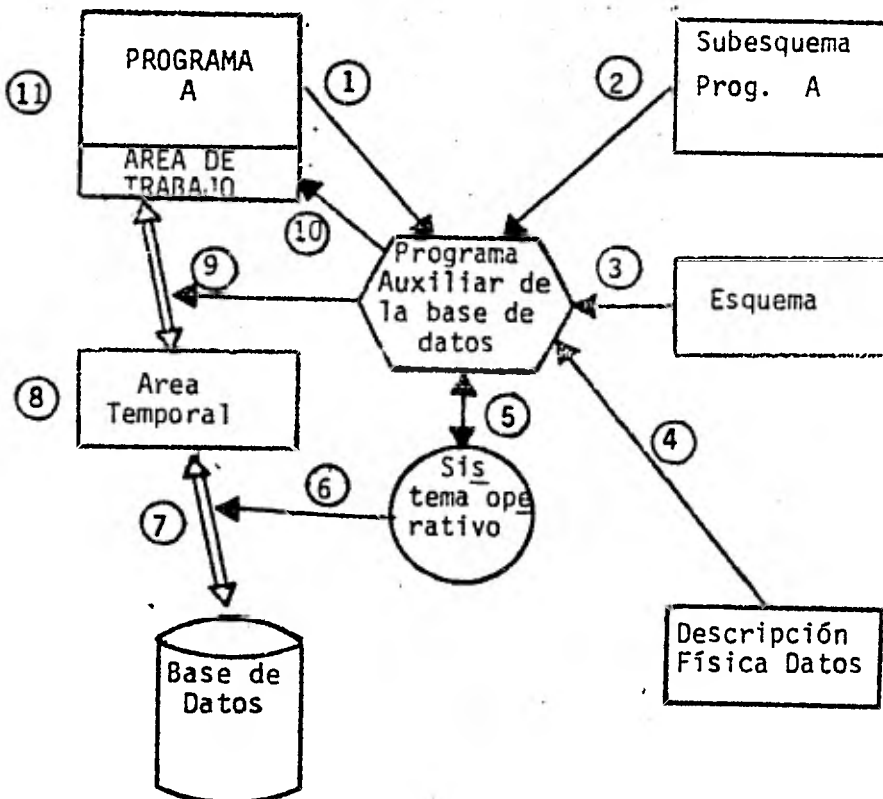 PROGRAMA
A
AREA DE
TRABAJO
11
1
2
Subesquema
Prog. A
10
9
Programa
Auxiliar de
la base de
datos
3
Esquema
Area
Temporal
8
5
4
Sis
tema ope
rativo
6
7
Base de
Datos
Descripción
Física Datos